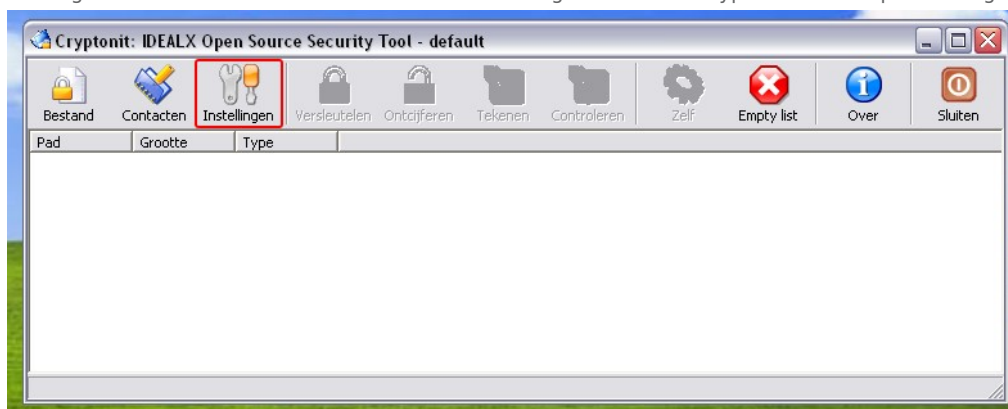 Cryptonit: IDEALX Open Source Security Tool - default
Bestand Contacten Instellingen Versleutelen Ontcijferen Tekenen Controleren Zelf Empty list Over Sluiten
Pad Grootte Type